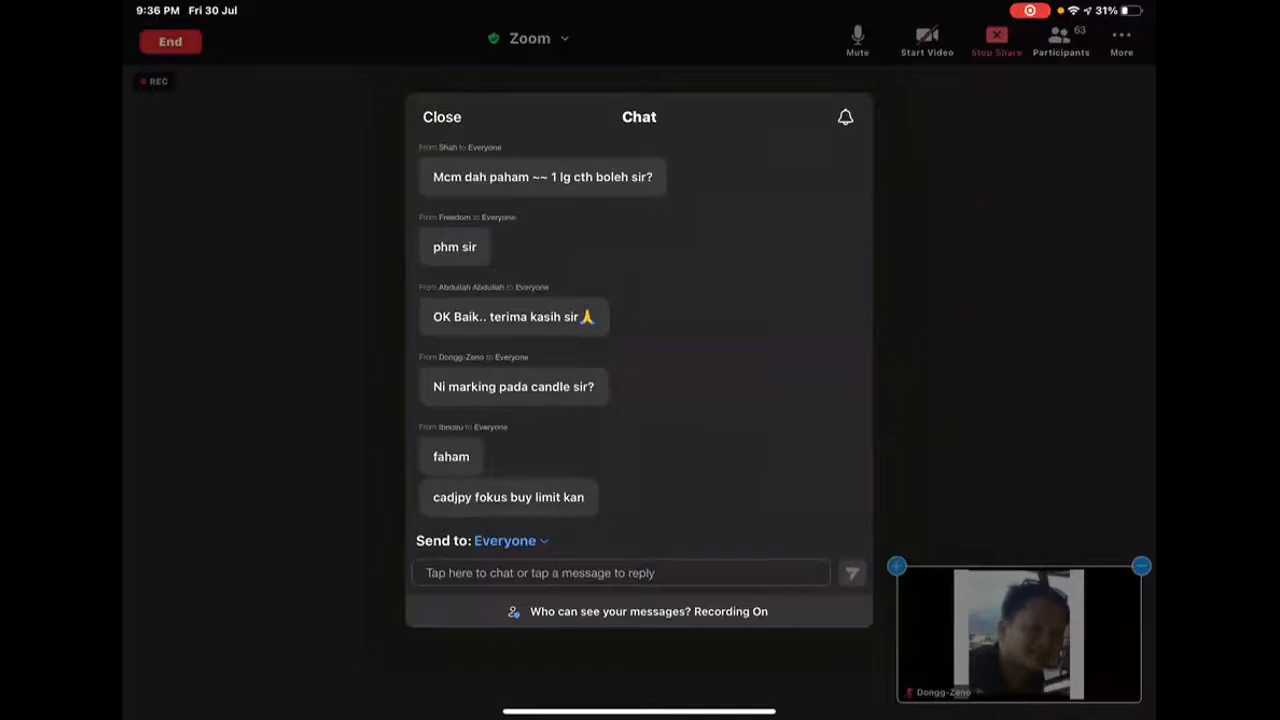 9:36 PM Fri 30 Jul
31%
End
Zoom
Mute
Start Video
Stop Share
Participants
63
More
REC
Close
Chat
From Shah to Everyone
Mcm dah paham ~~ 1 lg cth boleh sir?
From Freedom to Everyone
phm sir
From Abdullah Abdullah to Everyone
OK Baik.. terima kasih sir🙏
From Dongg-Zeno to Everyone
Ni marking pada candle sir?
From Ibnosu to Everyone
faham
cadjpy fokus buy limit kan
Send to: Everyone
Tap here to chat or tap a message to reply
Who can see your messages? Recording On
Dongg-Zeno